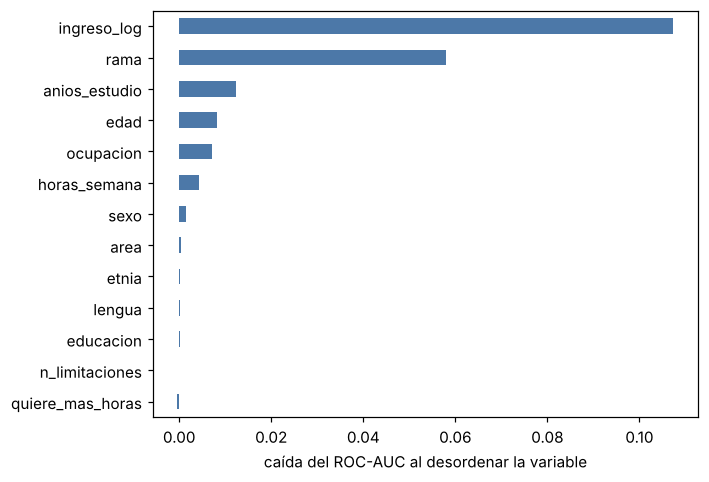 ingreso_log
rama
anios_estudio
edad
ocupacion
horas_semana
sexo
area
etnia
lengua
educacion
n_limitaciones
quiere_mas_horas
0.00 0.02 0.04 0.06 0.08 0.10
caída del ROC-AUC al desordenar la variable